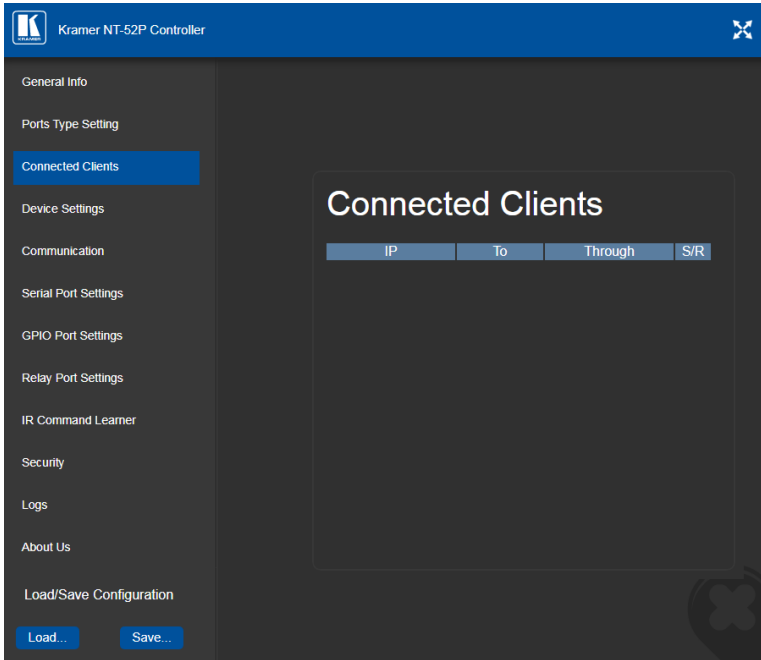 KRAMER
Kramer NT-52P Controller
General Info
Ports Type Setting
Connected Clients
Device Settings
Communication
Serial Port Settings
GPIO Port Settings
Relay Port Settings
IR Command Learner
Security
Logs
About Us
Load/Save Configuration
Load... Save...
Connected Clients
IP To Through S/R